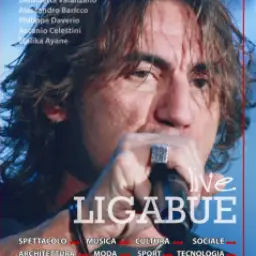 Alessandro Baricco
Philippe Daverio
Ascanio Celestini
Malika Ayane
live
LIGABUE
SPETTACOLO MUSICA CULTURA SOCIALE
ARCHITETTURA MODA SPORT TECNOLOGIA